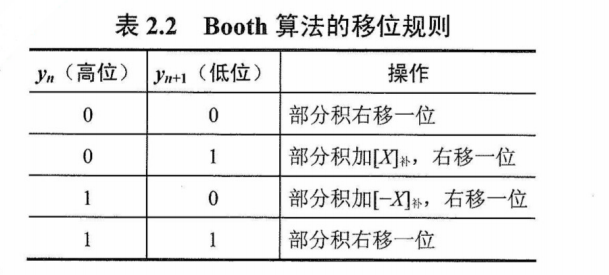 表 2.2 Booth 算法的移位规则
yn（高位） yn+1（低位） 操作
0 0 部分积右移一位
0 1 部分积加[X]补，右移一位
1 0 部分积加[-X]补，右移一位
1 1 部分积右移一位